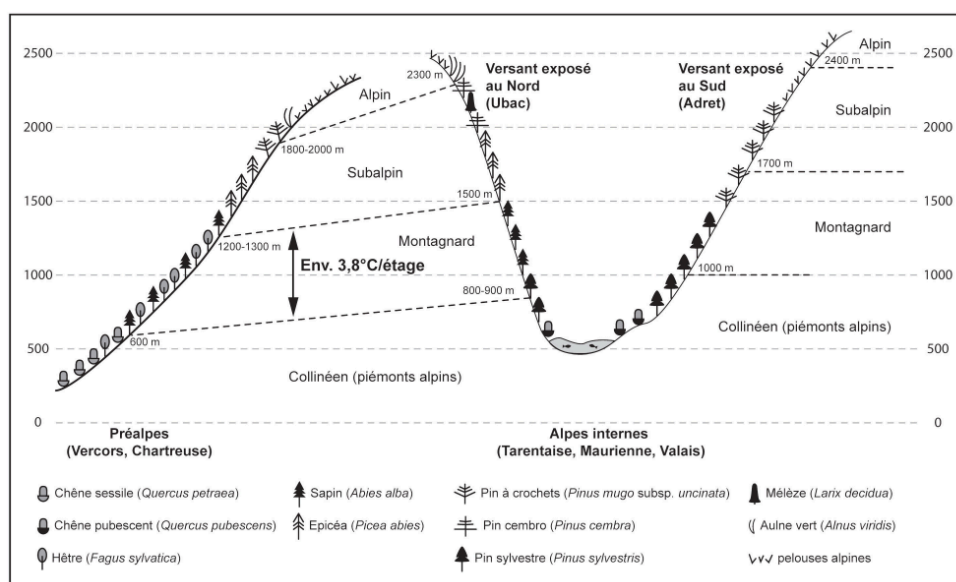 2500
2000
1500
1000
500
0
Alpin
1800-2000 m
Subalpin
1200-1300 m
Montagnard
Env. 3,8°C/étage
600 m
Collinéen (piémonts alpins)
2300 m
Versant exposé
au Nord
(Ubac)
1500 m
800-900 m
Versant exposé
au Sud
(Adret)
Alpin
2400 m
Subalpin
1700 m
Montagnard
1000 m
Collinéen (piémonts alpins)
2500
2000
1500
1000
500
0
Préalpes
(Vercors, Chartreuse)
Alpes internes
(Tarentaise, Maurienne, Valais)
Chêne sessile (Quercus petraea)
Sapin (Abies alba)
Pin à crochets (Pinus mugo subsp. uncinata)
Mélèze (Larix decidua)
Chêne pubescent (Quercus pubescens)
Epicéa (Picea abies)
Pin cembro (Pinus cembra)
Aulne vert (Alnus viridis)
Hêtre (Fagus sylvatica)
Pin sylvestre (Pinus sylvestris)
pelouses alpines